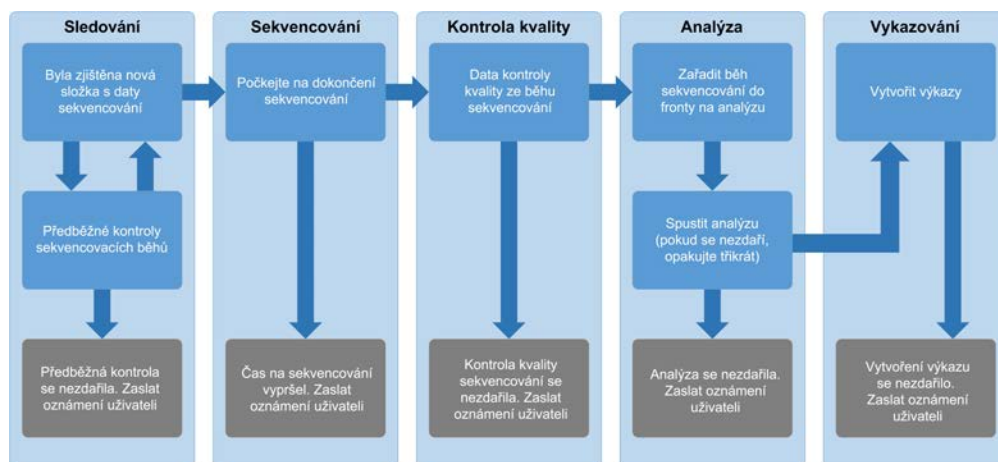 Sledování
Byla zjištěna nová
složka s daty
sekvencování
Předběžné kontroly
sekvencovacích běhů
Předběžná kontrola
se nezdařila. Zaslat
oznámení uživateli
Sekvencování
Počkejte na dokončení
sekvencování
Čas na sekvencování
vypršel. Zaslat
oznámení uživateli
Kontrola kvality
Data kontroly
kvality ze běhu
sekvencování
Kontrola kvality
sekvencování se
nezdařila. Zaslat
oznámení uživateli
Analýza
Zařadit běh
sekvencování do
fronty na analýzu
Spustit analýzu
(pokud se nezdaří,
opakujte třikrát)
Analýza se nezdařila.
Zaslat oznámení
uživateli
Vykazování
Vytvořit výkazy
Vytvoření výkazu
se nezdařilo.
Zaslat oznámení
uživateli